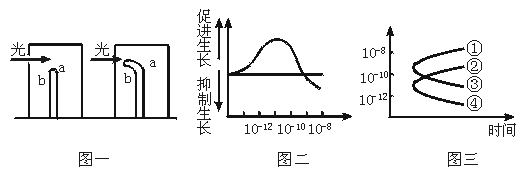 光
a
b
图一
光
a
b
促进生长
抑制生长
10-12 10-10 10-8
图二
10-8
10-10
10-12
①
②
③
④
时间
图三